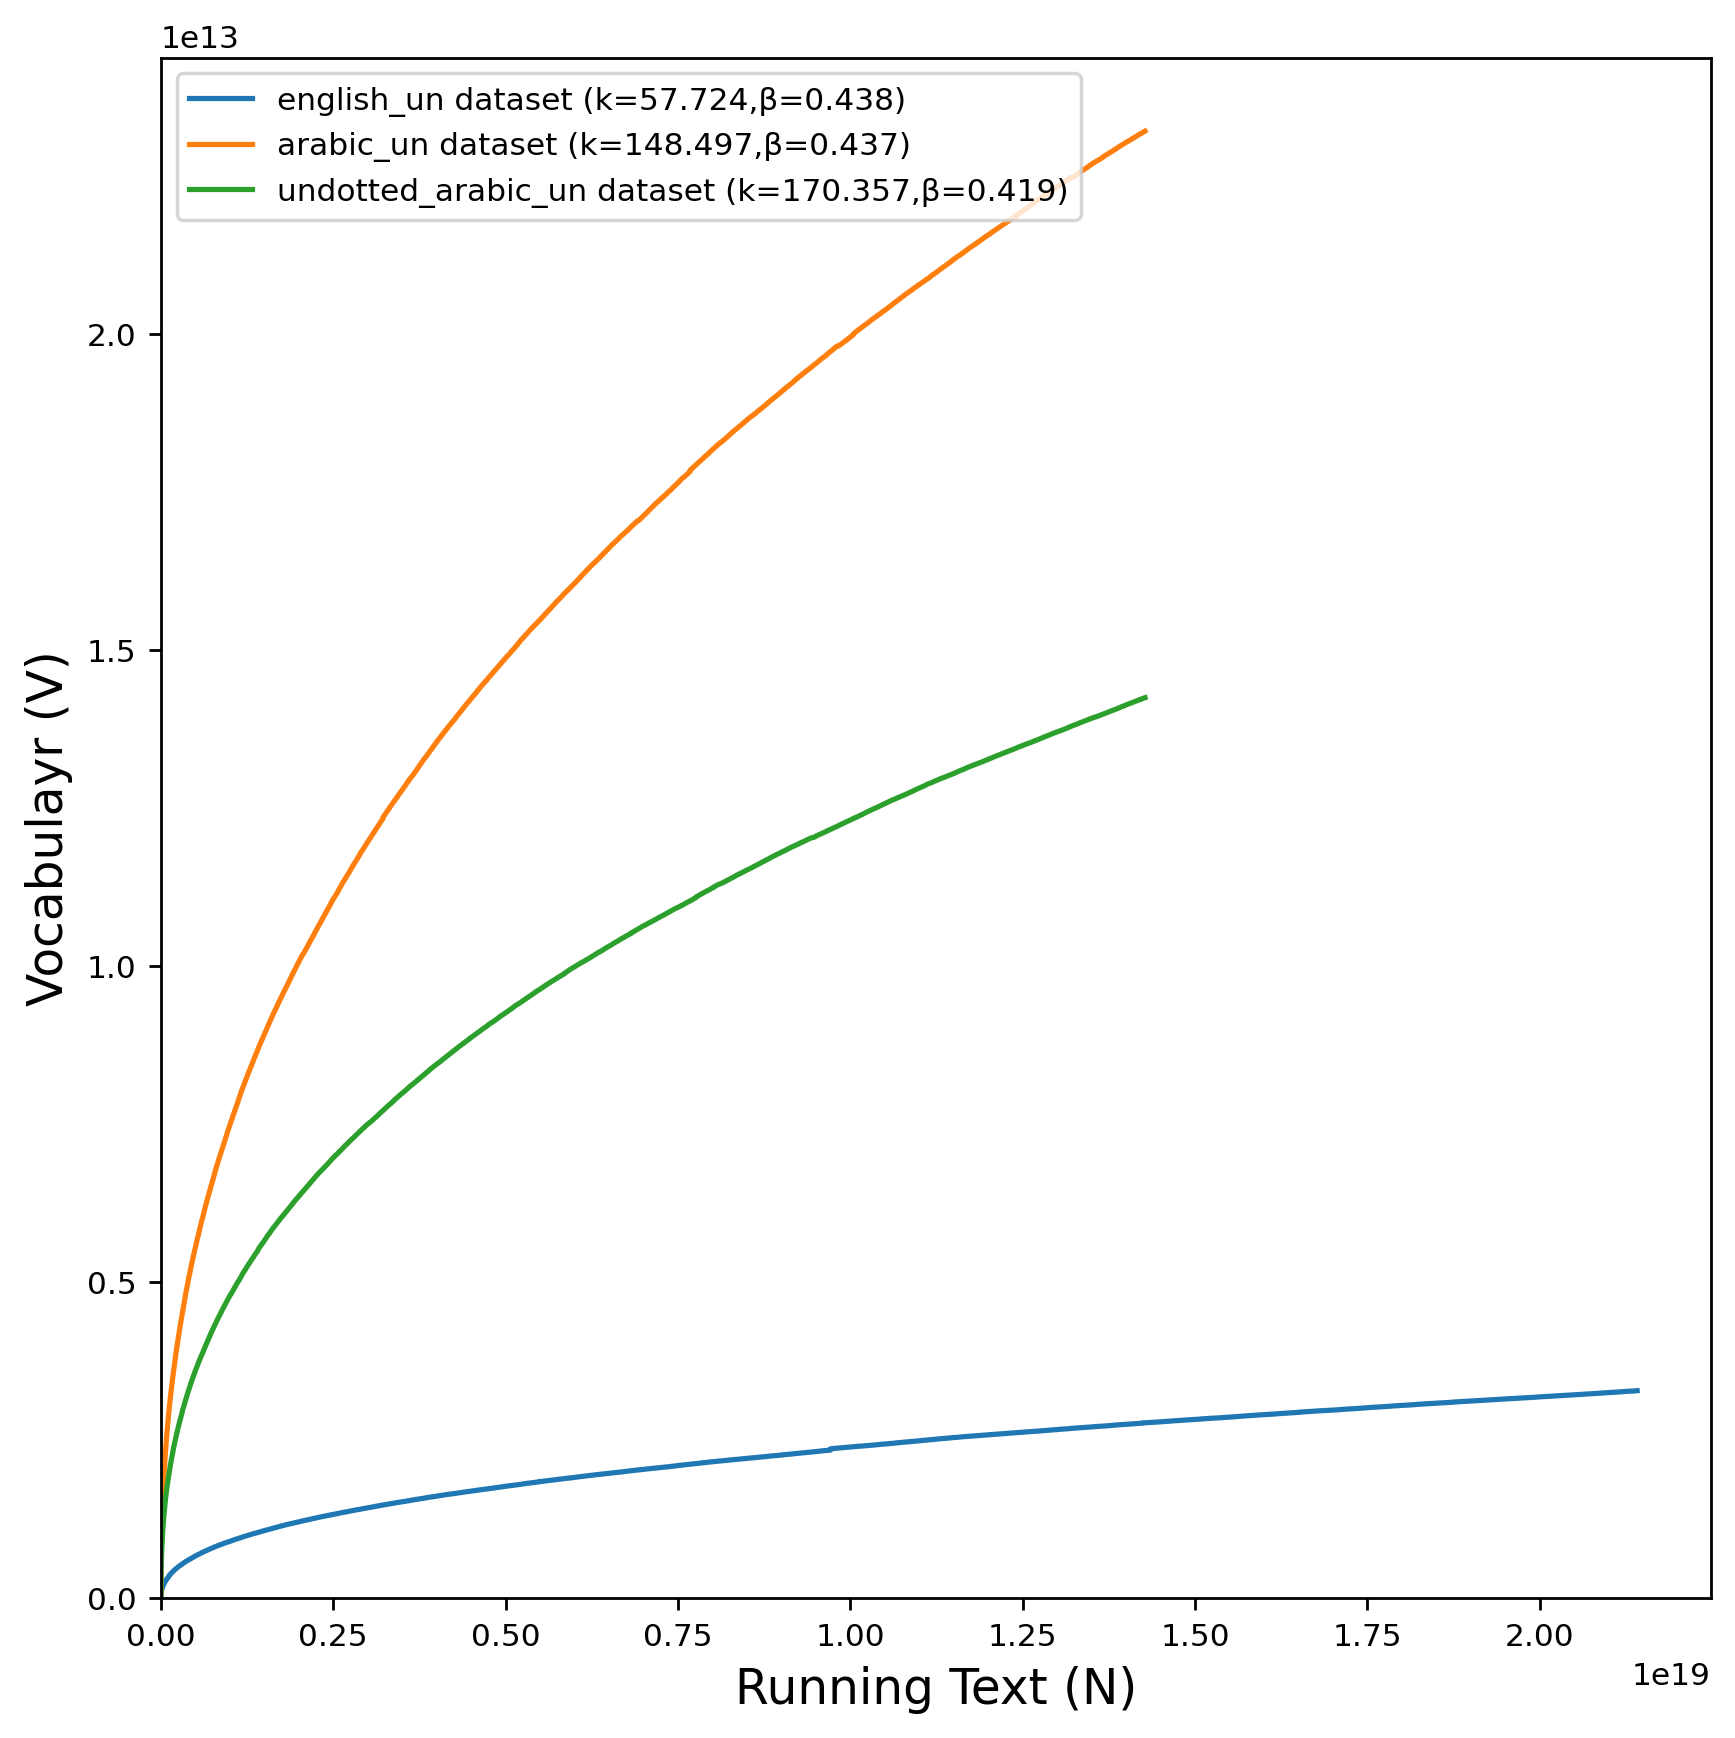 1e13
english_un dataset (k=57.724,β=0.438)
arabic_un dataset (k=148.497,β=0.437)
undotted_arabic_un dataset (k=170.357,β=0.419)
2.0
1.5
1.0
0.5
0.0
Vocabulayr (V)
0.00 0.25 0.50 0.75 1.00 1.25 1.50 1.75 2.00
1e19
Running Text (N)